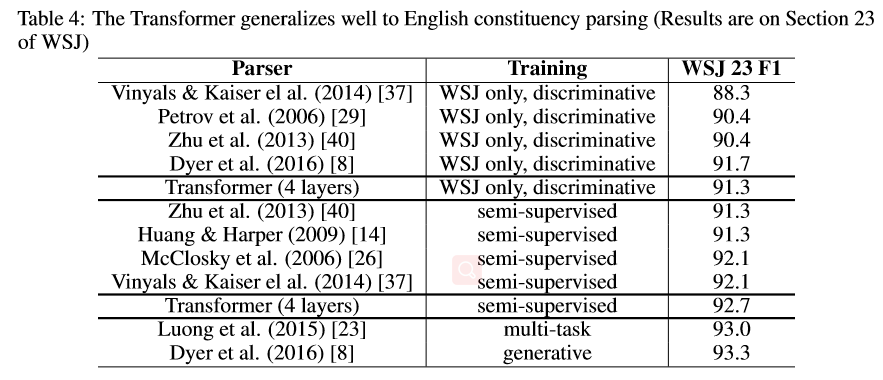 Table 4: The Transformer generalizes well to English constituency parsing (Results are on Section 23
of WSJ)
Parser Training WSJ 23 F1
Vinyals & Kaiser el al. (2014) [37] WSJ only, discriminative 88.3
Petrov et al. (2006) [29] WSJ only, discriminative 90.4
Zhu et al. (2013) [40] WSJ only, discriminative 90.4
Dyer et al. (2016) [8] WSJ only, discriminative 91.7
Transformer (4 layers) WSJ only, discriminative 91.3
Zhu et al. (2013) [40] semi-supervised 91.3
Huang & Harper (2009) [14] semi-supervised 91.3
McClosky et al. (2006) [26] semi-supervised 92.1
Vinyals & Kaiser el al. (2014) [37] semi-supervised 92.1
Transformer (4 layers) semi-supervised 92.7
Luong et al. (2015) [23] multi-task 93.0
Dyer et al. (2016) [8] generative 93.3